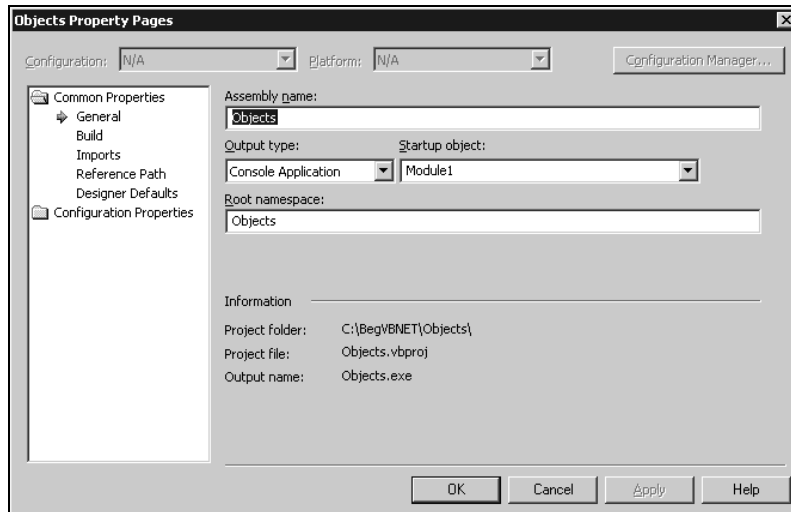 Objects Property Pages
Configuration: N/A Platform: N/A Configuration Manager...
Common Properties
General
Build
Imports
Reference Path
Designer Defaults
Configuration Properties
Assembly name:
Objects
Output type: Startup object:
Console Application Module1
Root namespace:
Objects
Information
Project folder: C:\BegVBNET\Objects\
Project file: Objects.vbproj
Output name: Objects.exe
OK Cancel Apply Help